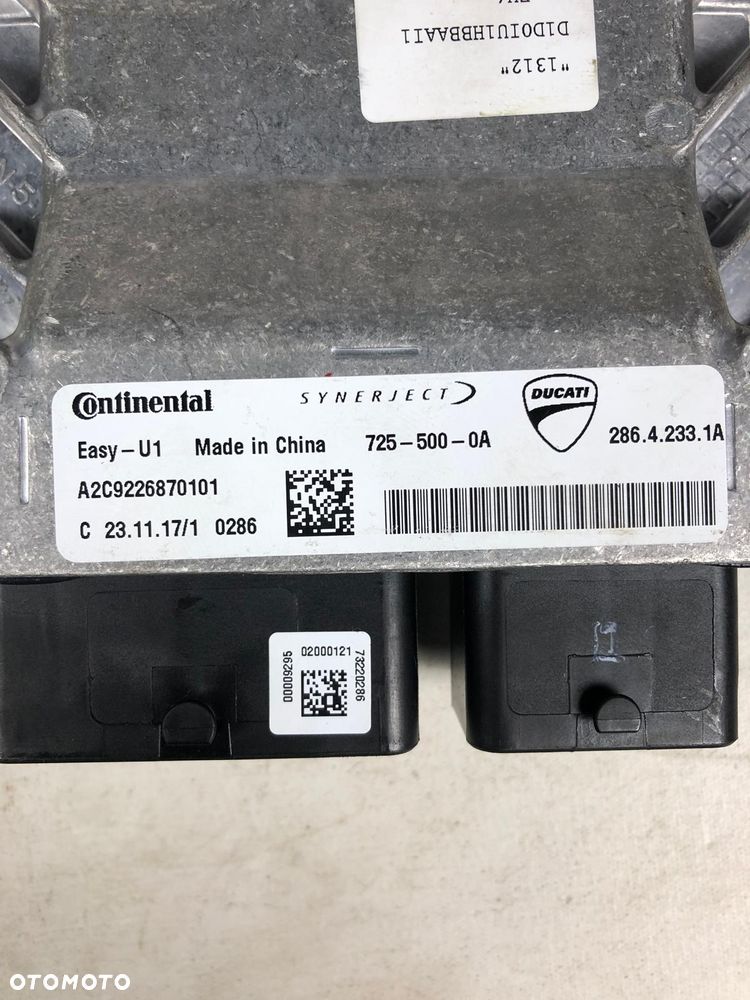 "1312"
D1D0IU1HBBAAI1
Continental SYNERJECT DUCATI
Easy-U1 Made in China 725-500-0A 286.4.233.1A
A2C9226870101
C 23.11.17/1 0286
00009295
02000121
73220286
OTOMOTO